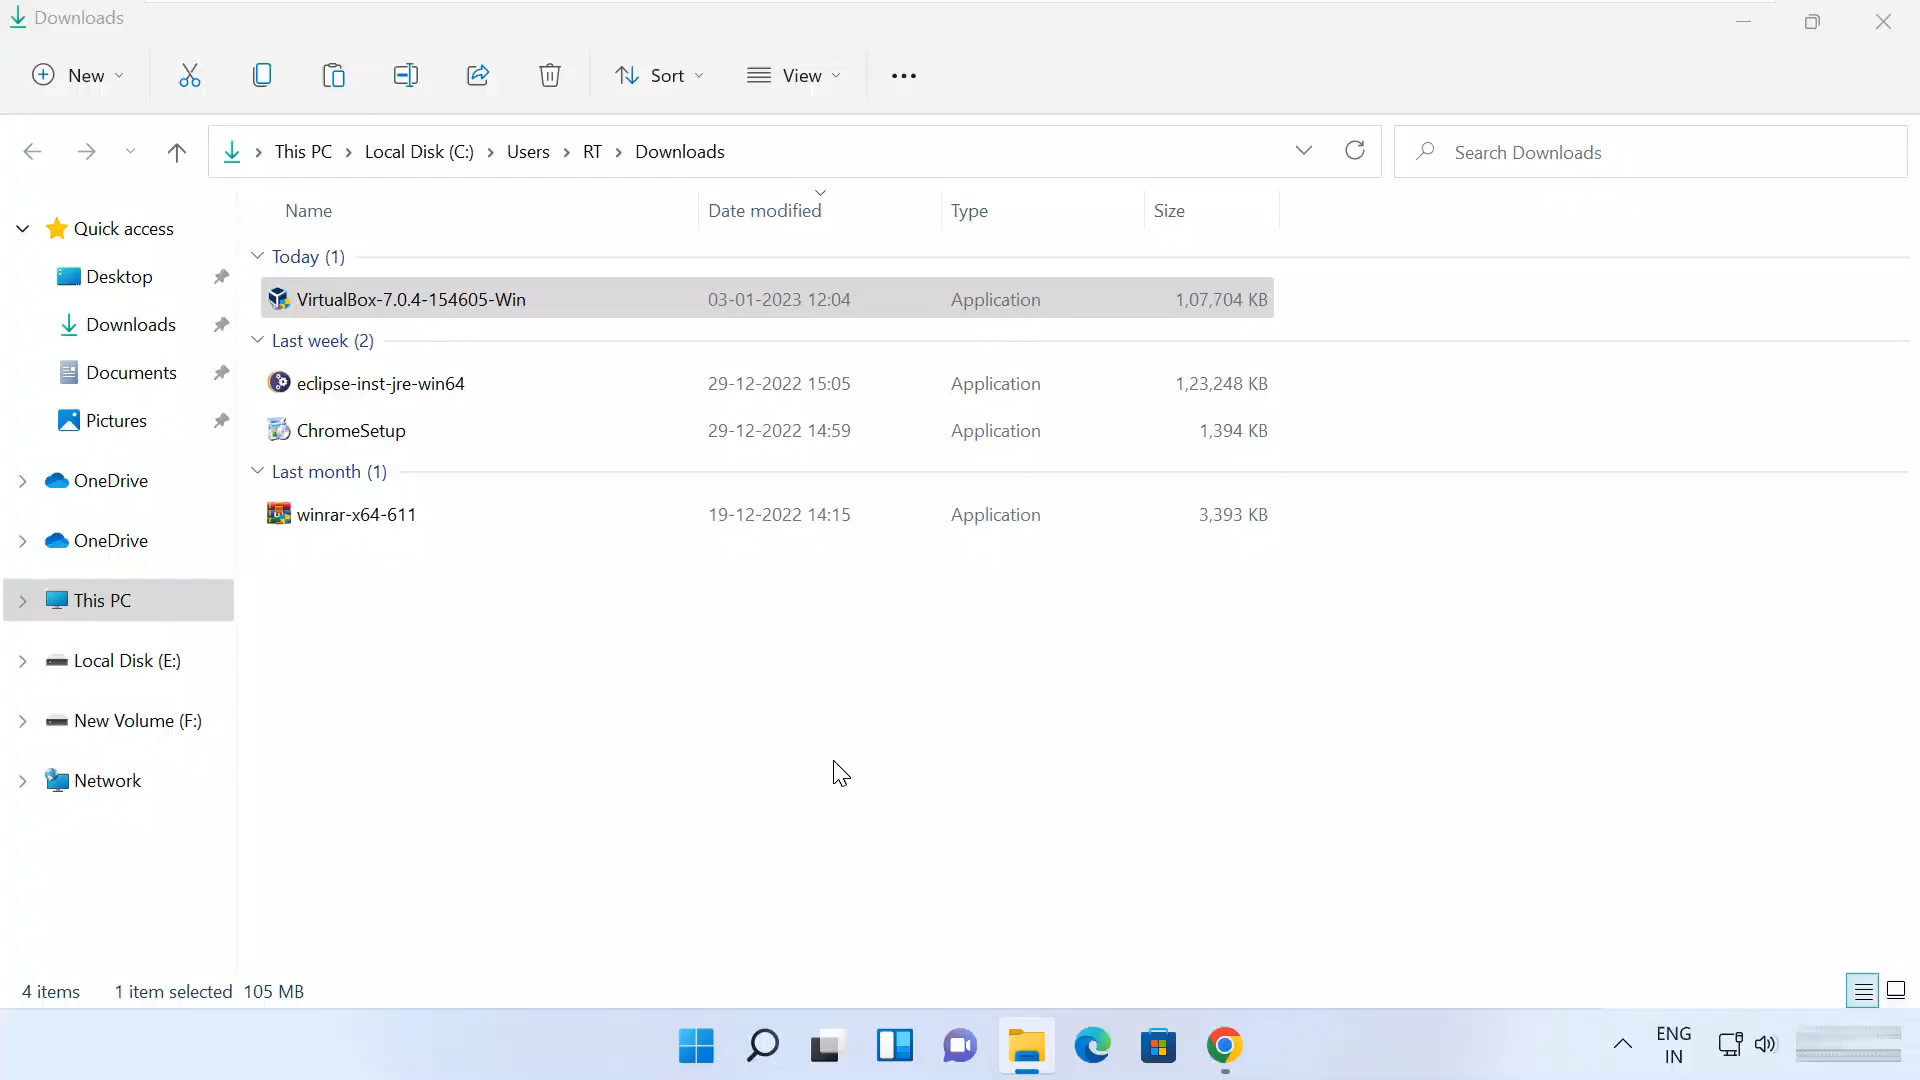 Downloads
New
Sort
View
This PC
Local Disk (C:)
Users
RT
Downloads
Search Downloads
Name
Date modified
Type
Size
Quick access
Desktop
Downloads
Documents
Pictures
OneDrive
OneDrive
This PC
Local Disk (E:)
New Volume (F:)
Network
Today (1)
VirtualBox-7.0.4-154605-Win 03-01-2023 12:04 Application 1,07,704 KB
Last week (2)
eclipse-inst-jre-win64 29-12-2022 15:05 Application 1,23,248 KB
ChromeSetup 29-12-2022 14:59 Application 1,394 KB
Last month (1)
winrar-x64-611 19-12-2022 14:15 Application 3,393 KB
4 items 1 item selected 105 MB
ENG
IN